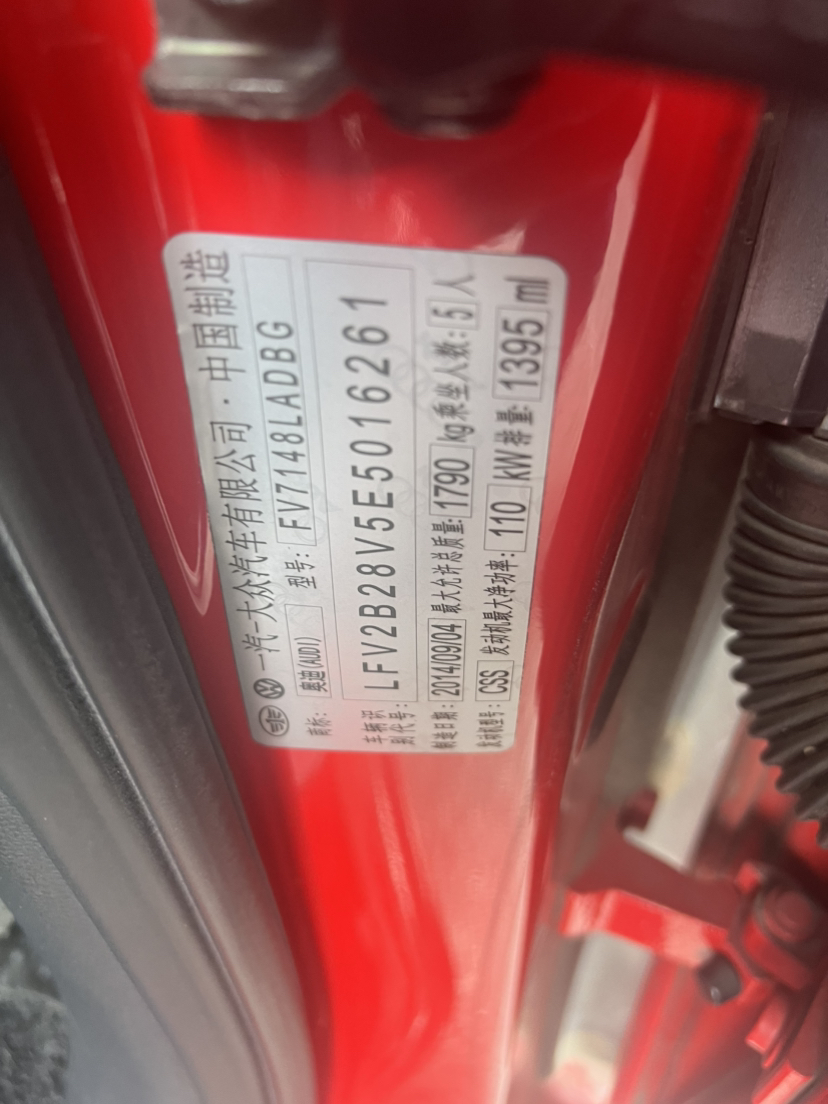 一汽-大众汽车有限公司·中国制造
商标: 奥迪(AUDI) 型号: FV7148LADBG
车辆识别代号: LFV2B28V5E5016261
制造日期: 2014/09/04 最大允许总质量: 1790 kg 乘坐人数: 5 人
发动机型号: CSS 发动机最大净功率: 110 kW 排量: 1395 ml